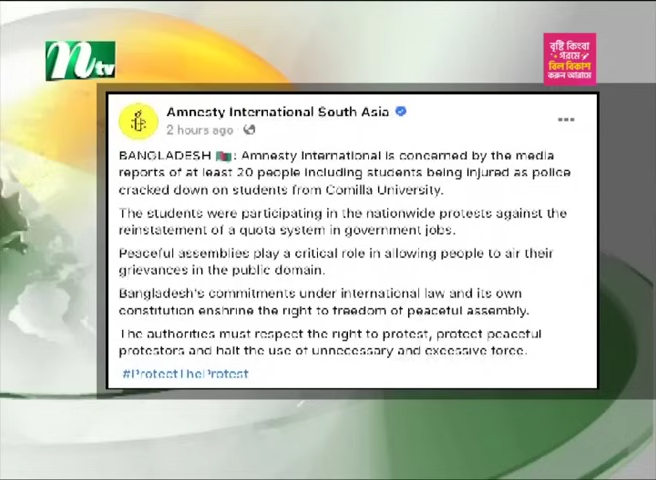 ntv
বৃষ্টি কিংবা
গরমে
বিল বিকাশ
করুন আরামে
Amnesty International South Asia
2 hours ago
BANGLADESH 🇧🇩: Amnesty International is concerned by the media
reports of at least 20 people including students being injured as police
cracked down on students from Comilla University.
The students were participating in the nationwide protests against the
reinstatement of a quota system in government jobs.
Peaceful assemblies play a critical role in allowing people to air their
grievances in the public domain.
Bangladesh's commitments under international law and its own
constitution enshrine the right to freedom of peaceful assembly.
The authorities must respect the right to protest, protect peaceful
protestors and halt the use of unnecessary and excessive force.
#ProtectTheProtest